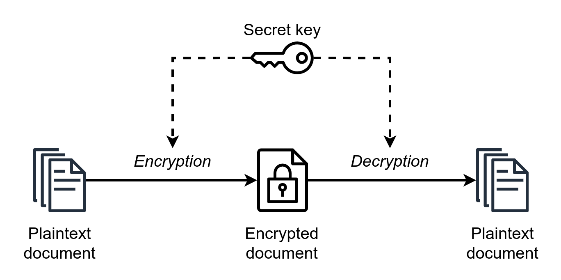 Secret key
Encryption
Decryption
Plaintext
document
Encrypted
document
Plaintext
document